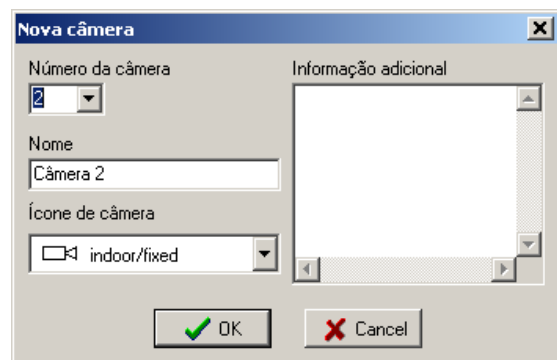 Nova câmera
Número da câmera
2
Nome
Câmera 2
Ícone de câmera
indoor/fixed
Informação adicional
OK
Cancel